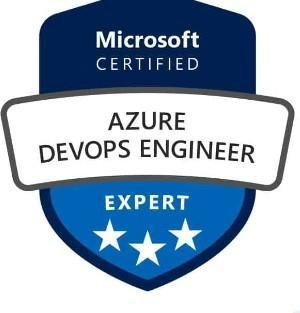 Microsoft
CERTIFIED
AZURE
DEVOPS ENGINEER
EXPERT